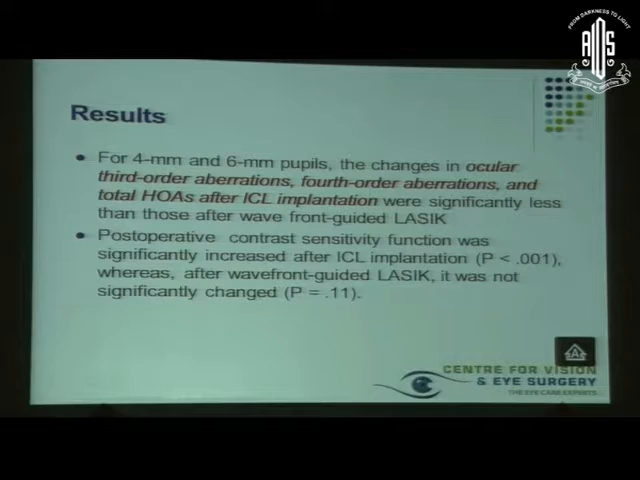 FROM DARKNESS TO LIGHT
AIOS
Results
• For 4-mm and 6-mm pupils, the changes in ocular
third-order aberrations, fourth-order aberrations, and
total HOAs after ICL implantation were significantly less
than those after wave front-guided LASIK
• Postoperative contrast sensitivity function was
significantly increased after ICL implantation (P < .001),
whereas, after wavefront-guided LASIK, it was not
significantly changed (P = .11).
CENTRE FOR VISION
& EYE SURGERY
THE EYE CARE EXPERTS